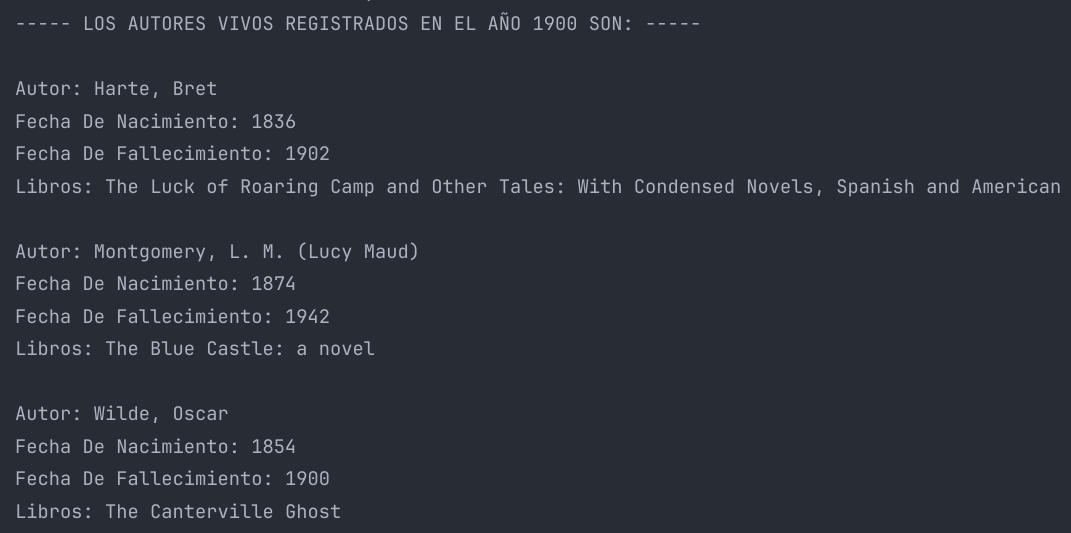 ----- LOS AUTORES VIVOS REGISTRADOS EN EL AÑO 1900 SON: -----
Autor: Harte, Bret
Fecha De Nacimiento: 1836
Fecha De Fallecimiento: 1902
Libros: The Luck of Roaring Camp and Other Tales: With Condensed Novels, Spanish and American
Autor: Montgomery, L. M. (Lucy Maud)
Fecha De Nacimiento: 1874
Fecha De Fallecimiento: 1942
Libros: The Blue Castle: a novel
Autor: Wilde, Oscar
Fecha De Nacimiento: 1854
Fecha De Fallecimiento: 1900
Libros: The Canterville Ghost